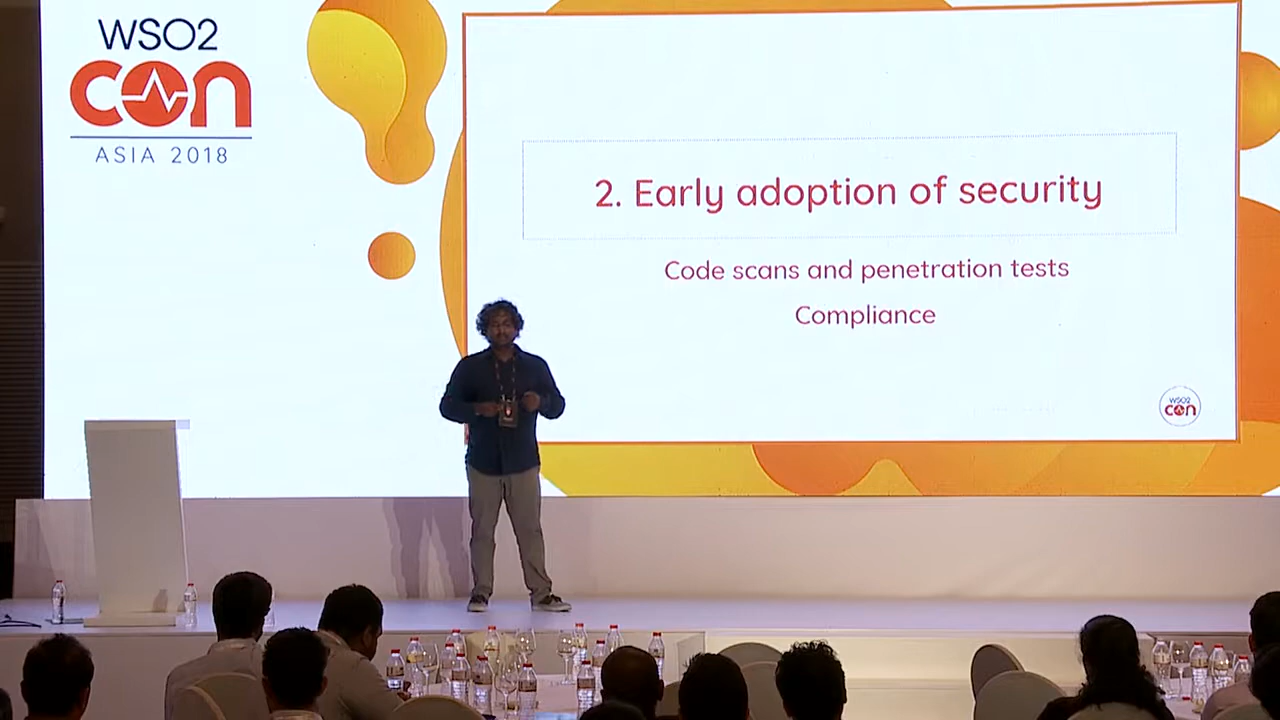 WSO2
con
ASIA 2018
2. Early adoption of security
Code scans and penetration tests
Compliance
WSO2
con